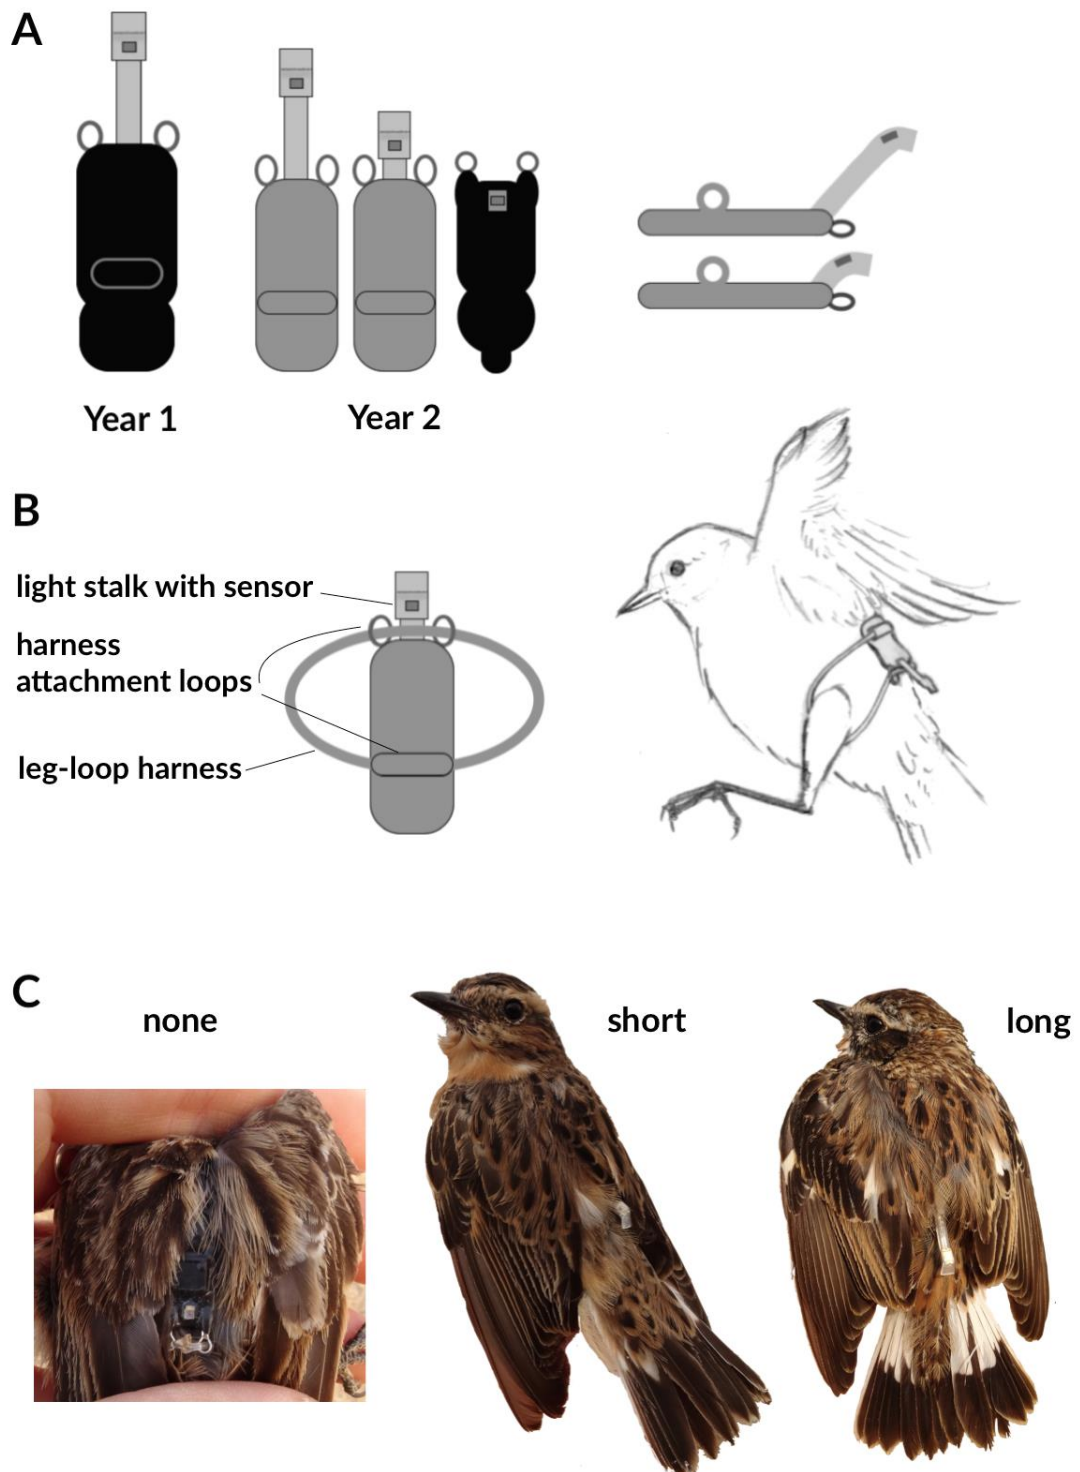 A
Year 1
Year 2
B
light stalk with sensor
harness
attachment loops
leg-loop harness
C
none
short
long